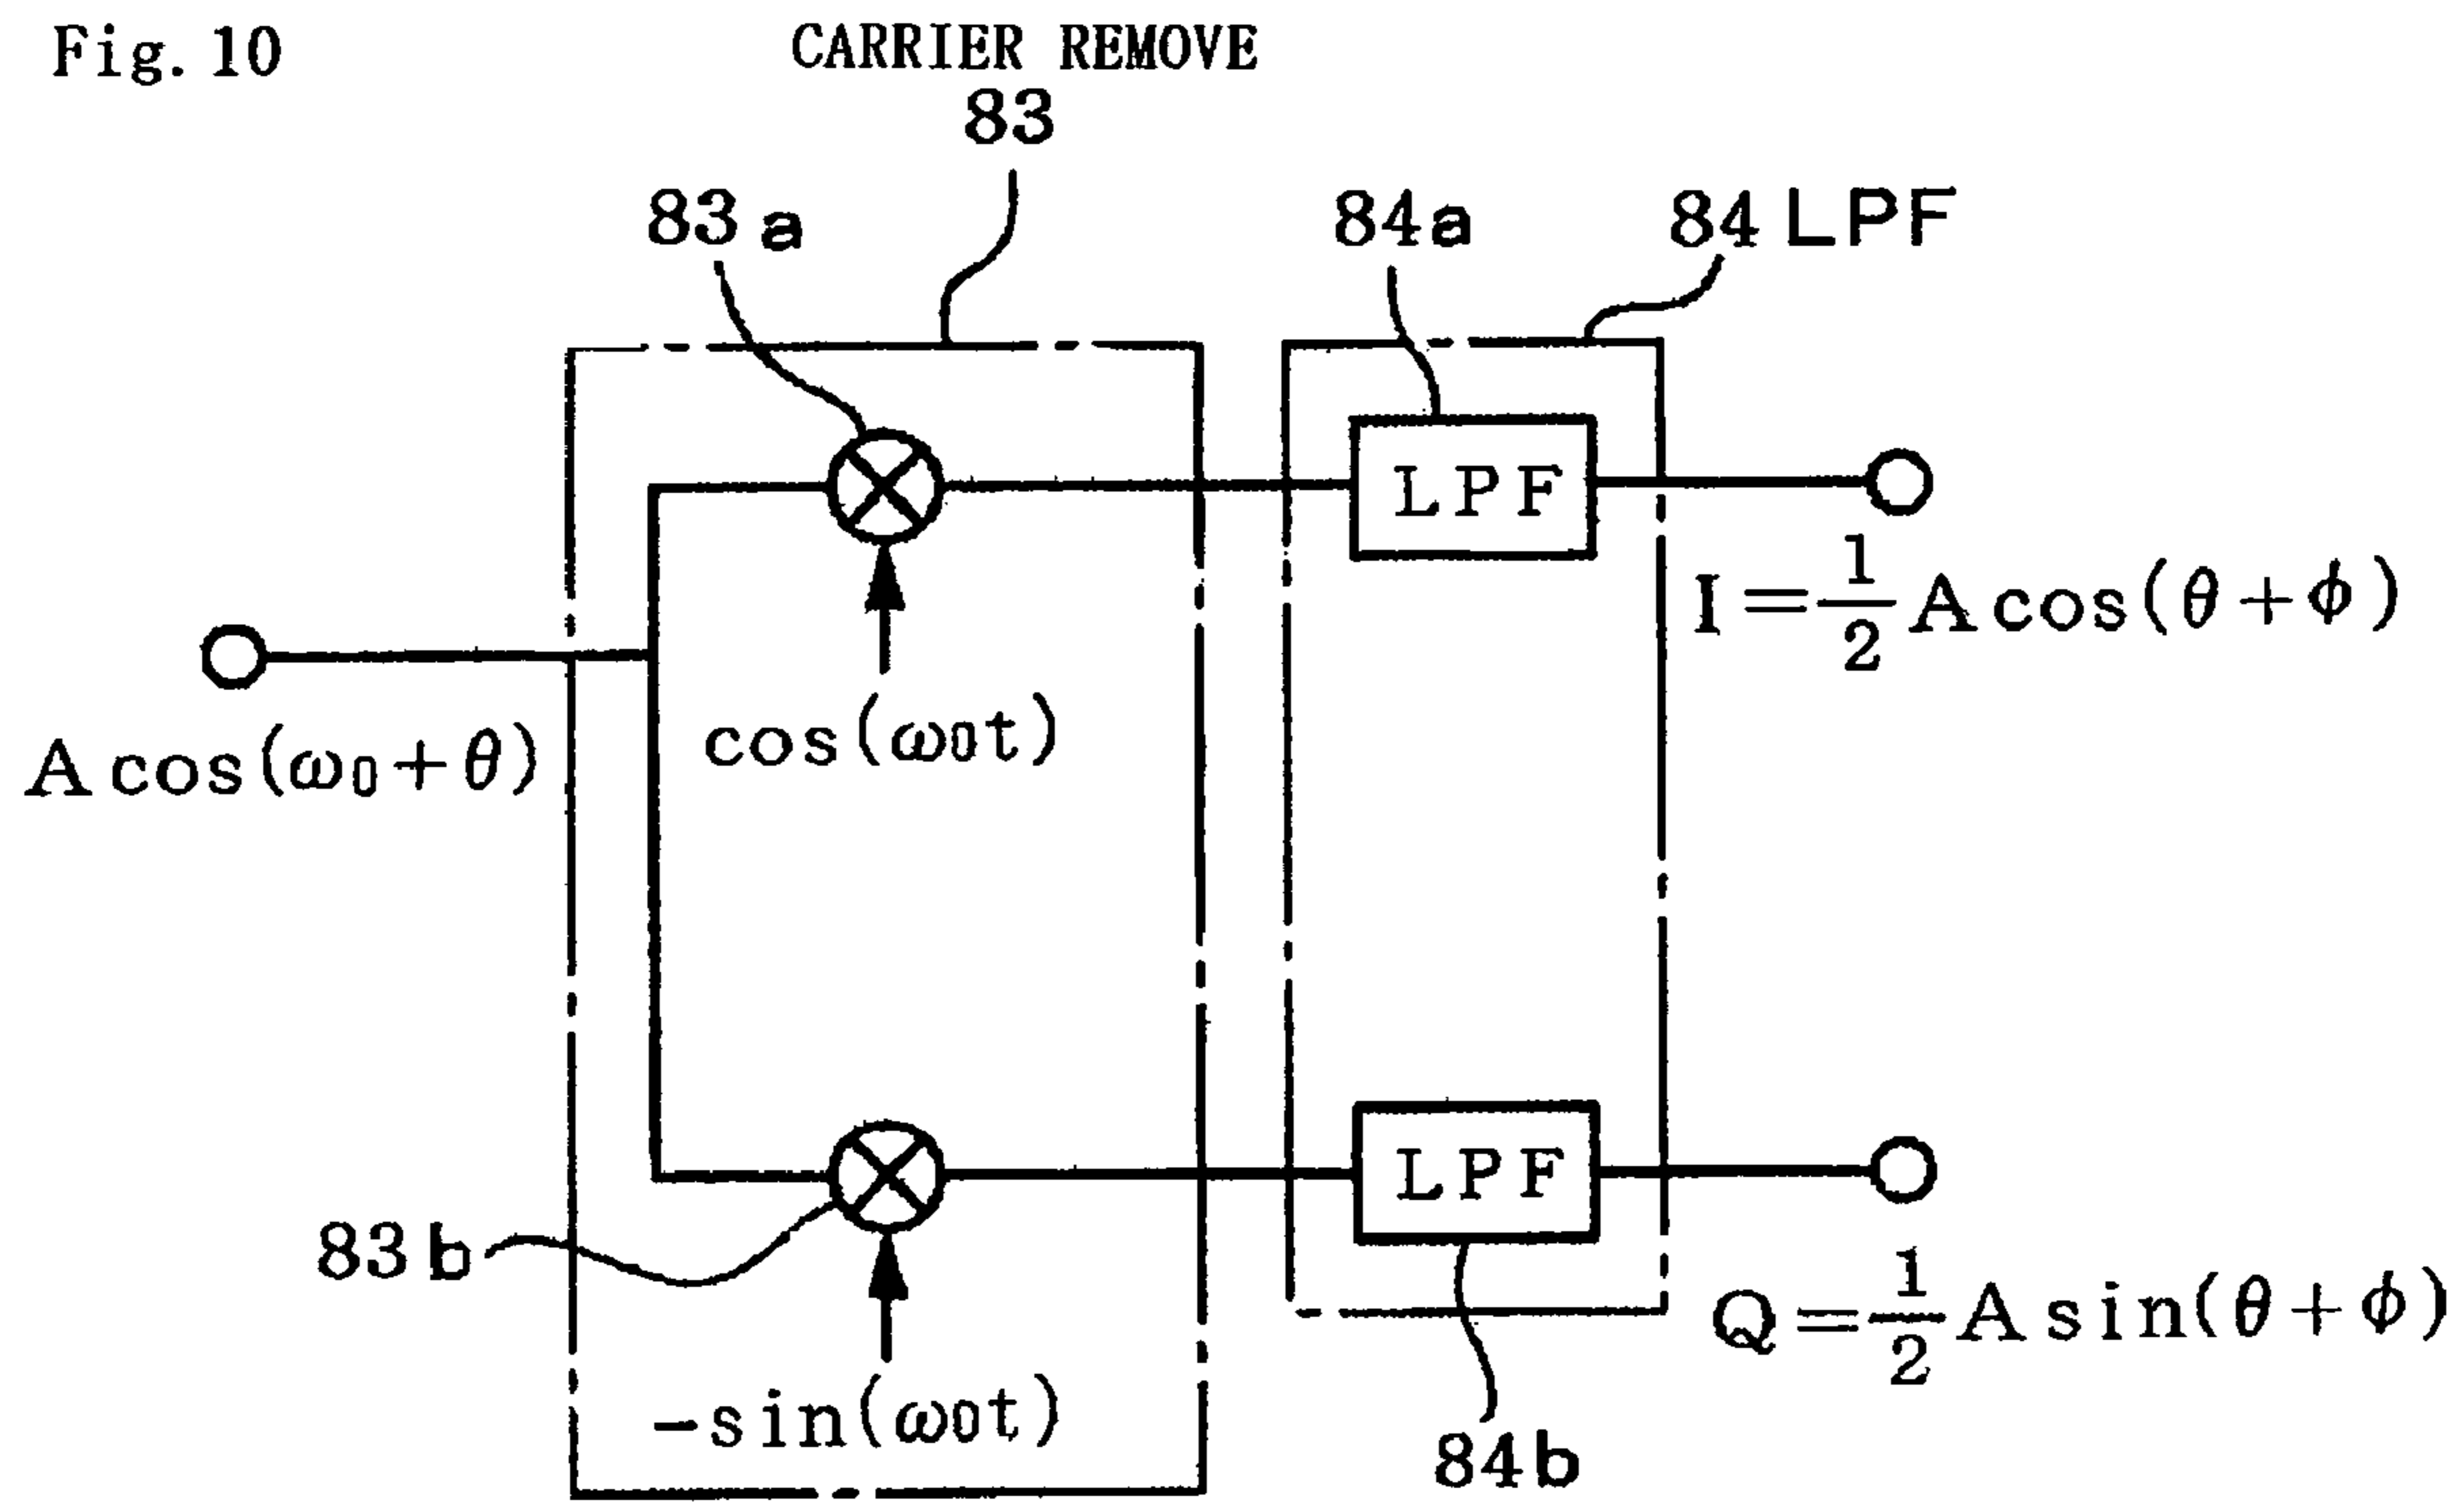 Fig. 10
CARRIER REMOVE
83
83a
84a
84 LPF
LPF
I=1/2 A cos(θ+ϕ)
cos(ω0t)
A cos(ω0+θ)
LPF
83b
Q=1/2 A sin(θ+ϕ)
-sin(ω0t)
84b